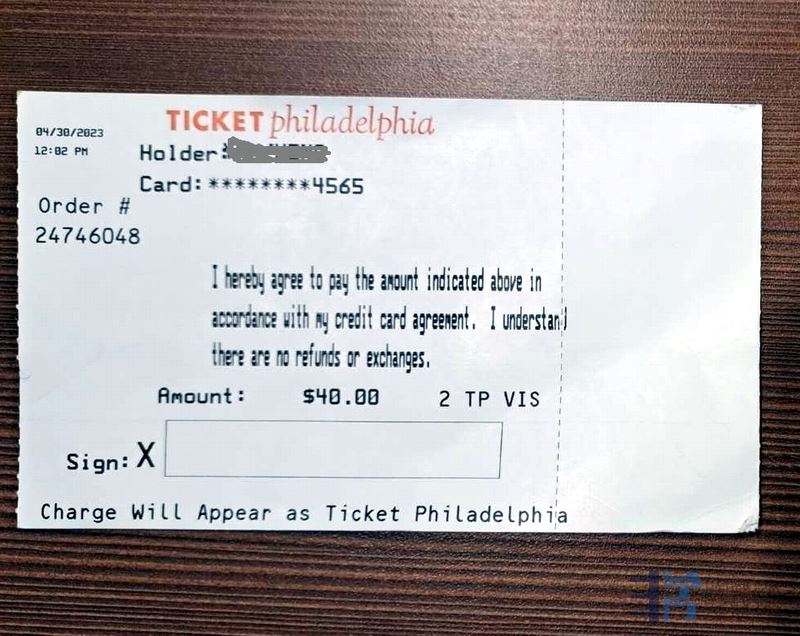 TICKET philadelphia
04/30/2023
12:02 PM
Holder:
Card:********4565
Order #
24746048
I hereby agree to pay the amount indicated above in
accordance with my credit card agreement. I understand
there are no refunds or exchanges.
Amount: $40.00 2 TP VIS
Sign: X
Charge Will Appear as Ticket Philadelphia